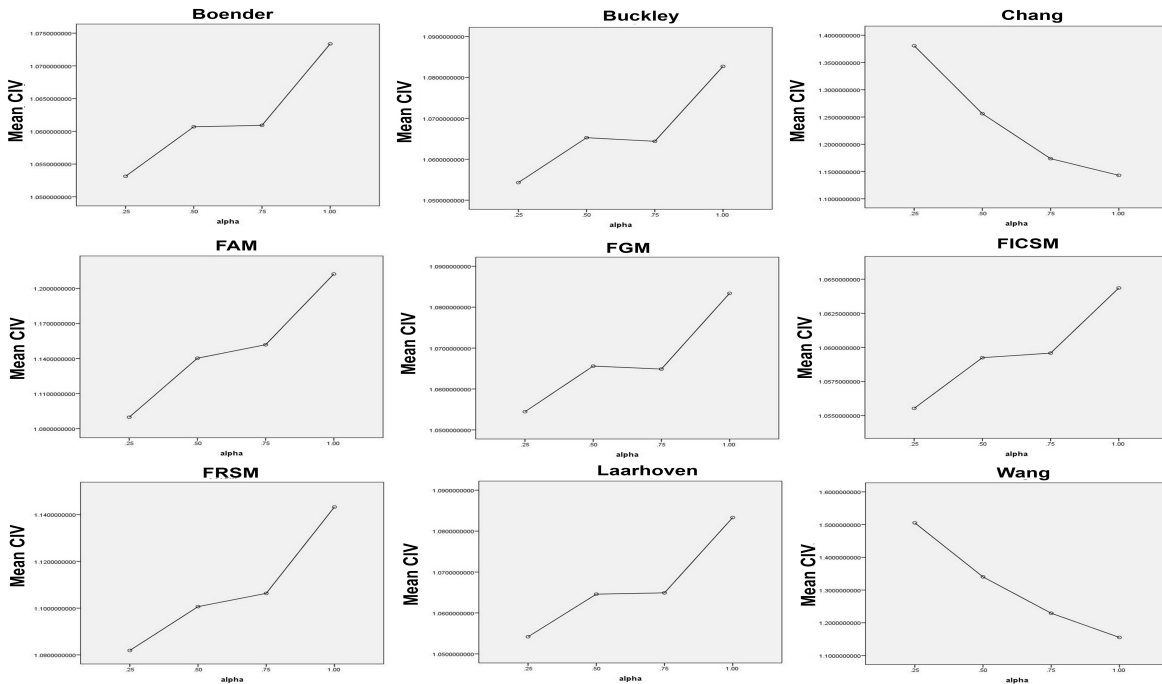 Boender
Mean CIV
1.0750000000
1.0700000000
1.0650000000
1.0600000000
1.0550000000
1.0500000000
.25 .50 .75 1.00
alpha
Buckley
Mean CIV
1.0900000000
1.0800000000
1.0700000000
1.0600000000
1.0500000000
.25 .50 .75 1.00
alpha
Chang
Mean CIV
1.4000000000
1.3500000000
1.3000000000
1.2500000000
1.2000000000
1.1500000000
1.1000000000
.25 .50 .75 1.00
alpha
FAM
Mean CIV
1.2000000000
1.1700000000
1.1400000000
1.1100000000
1.0800000000
.25 .50 .75 1.00
alpha
FGM
Mean CIV
1.0900000000
1.0800000000
1.0700000000
1.0600000000
1.0500000000
.25 .50 .75 1.00
alpha
FICSM
Mean CIV
1.0650000000
1.0625000000
1.0600000000
1.0575000000
1.0550000000
.25 .50 .75 1.00
alpha
FRSM
Mean CIV
1.1400000000
1.1200000000
1.1000000000
1.0800000000
.25 .50 .75 1.00
alpha
Laarhoven
Mean CIV
1.0900000000
1.0800000000
1.0700000000
1.0600000000
1.0500000000
.25 .50 .75 1.00
alpha
Wang
Mean CIV
1.6000000000
1.5000000000
1.4000000000
1.3000000000
1.2000000000
1.1000000000
.25 .50 .75 1.00
alpha